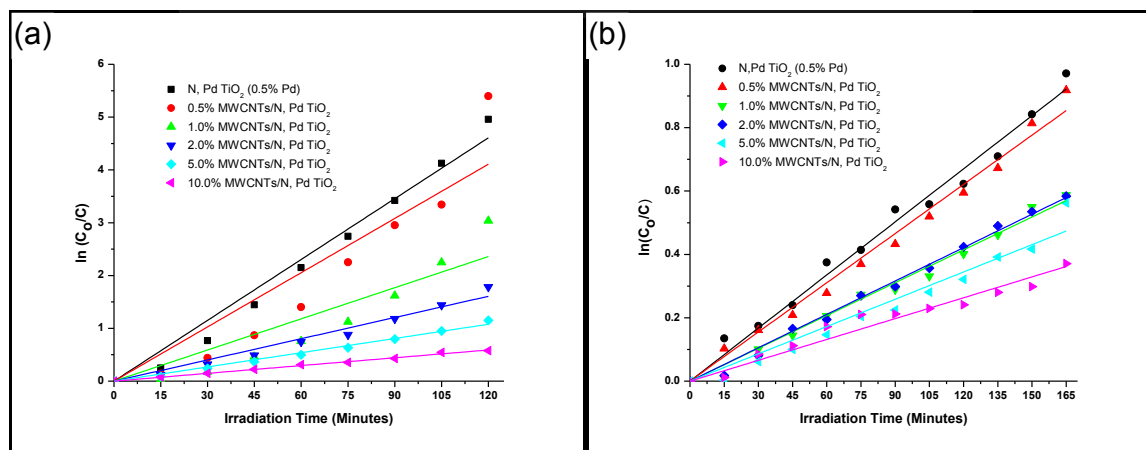 (a)
6
5
4
3
2
1
0
ln (C₀/C)
N, Pd TiO₂ (0.5% Pd)
0.5% MWCNTs/N, Pd TiO₂
1.0% MWCNTs/N, Pd TiO₂
2.0% MWCNTs/N, Pd TiO₂
5.0% MWCNTs/N, Pd TiO₂
10.0% MWCNTs/N, Pd TiO₂
0 15 30 45 60 75 90 105 120
Irradiation Time (Minutes)
(b)
1.0
0.8
0.6
0.4
0.2
0.0
ln(C₀/C)
N,Pd TiO₂ (0.5% Pd)
0.5% MWCNTs/N, Pd TiO₂
1.0% MWCNTs/N, Pd TiO₂
2.0% MWCNTs/N, Pd TiO₂
5.0% MWCNTs/N, Pd TiO₂
10.0% MWCNTs/N, Pd TiO₂
0 15 30 45 60 75 90 105 120 135 150 165
Irradiation Time (Minutes)